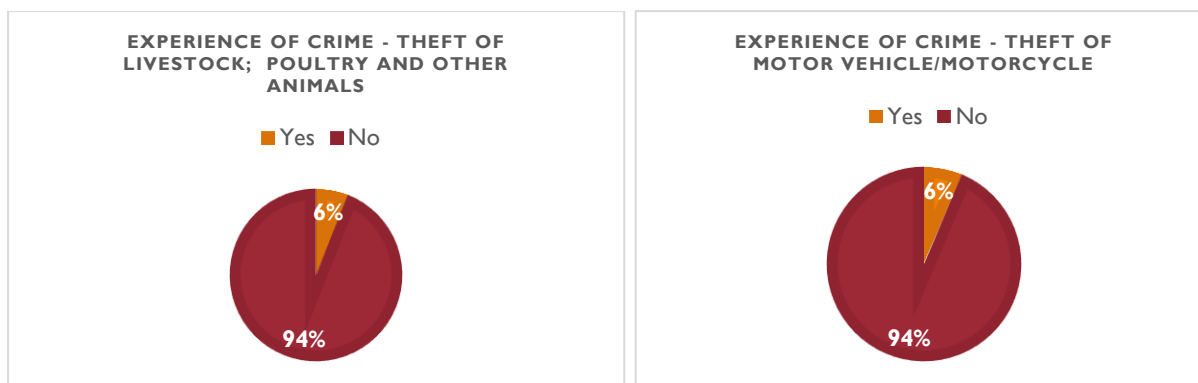 EXPERIENCE OF CRIME - THEFT OF
LIVESTOCK;  POULTRY AND OTHER
ANIMALS
Yes No
6%
94%
EXPERIENCE OF CRIME - THEFT OF
MOTOR VEHICLE/MOTORCYCLE
Yes No
6%
94%